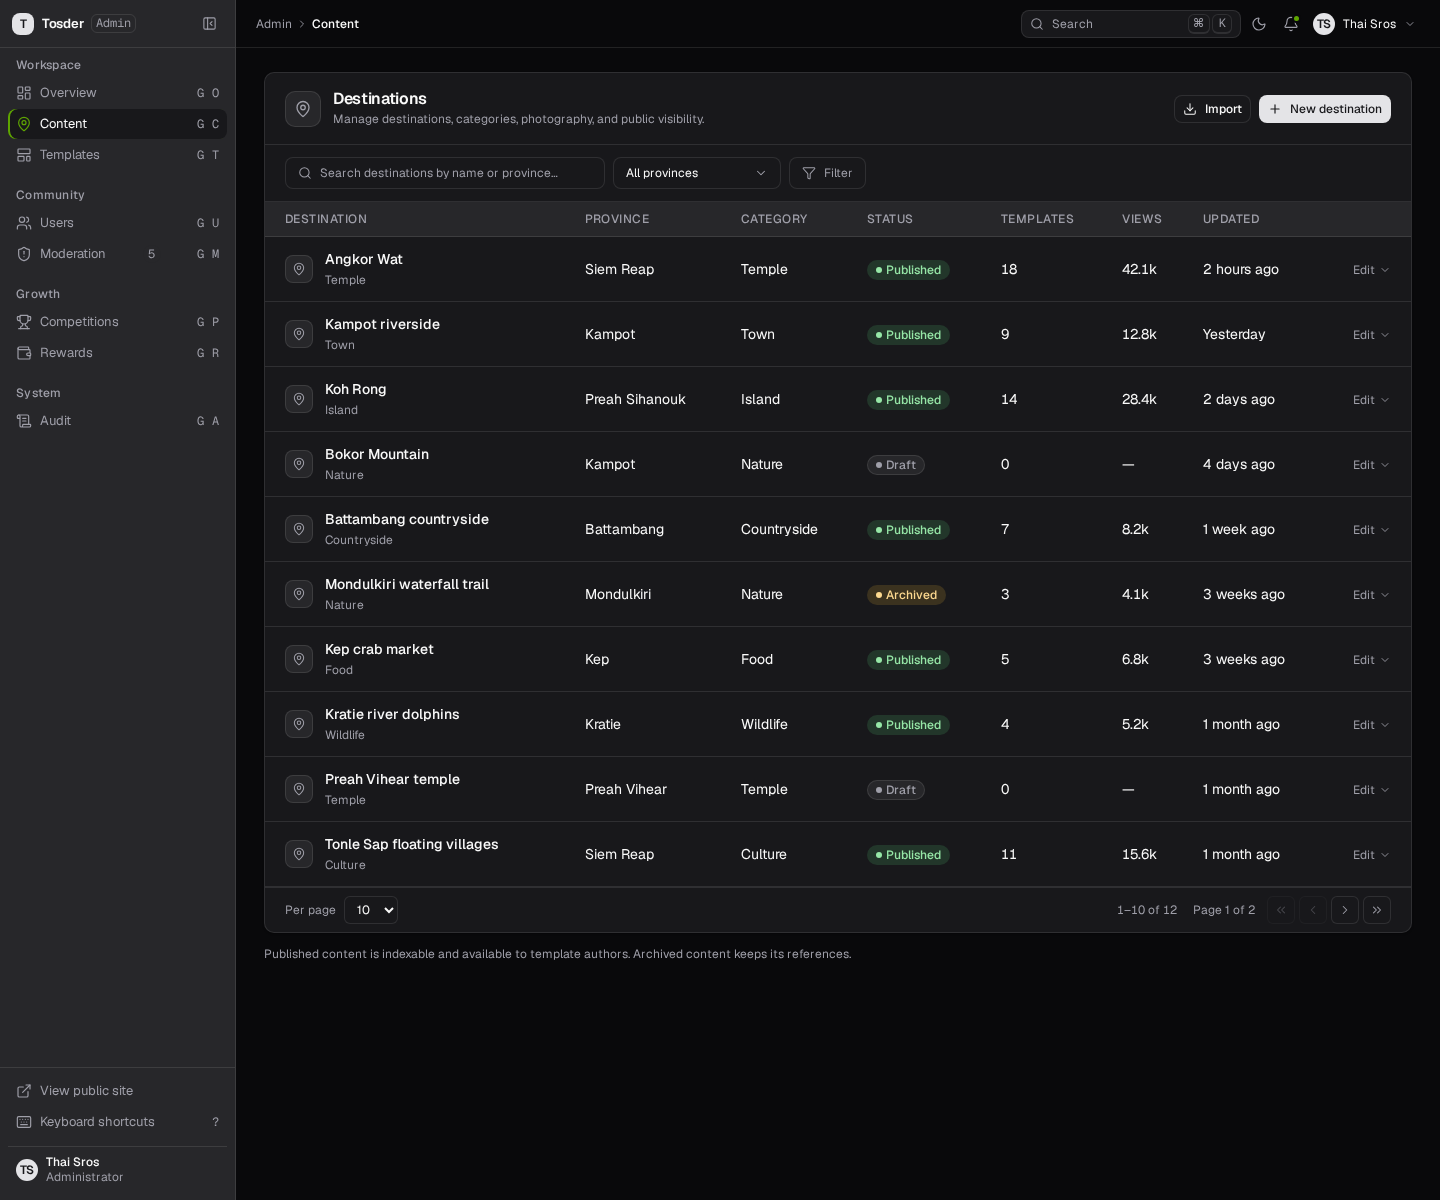 T Tosder Admin
Admin > Content
Search ⌘ K
TS Thai Sros
Workspace
Overview G O
Content G C
Templates G T
Community
Users G U
Moderation 5 G M
Growth
Competitions G P
Rewards G R
System
Audit G A
View public site
Keyboard shortcuts ?
TS Thai Sros
Administrator
Destinations
Manage destinations, categories, photography, and public visibility.
Import
+ New destination
Search destinations by name or province...
All provinces
Filter
DESTINATION PROVINCE CATEGORY STATUS TEMPLATES VIEWS UPDATED
Angkor Wat
Temple
Siem Reap Temple Published 18 42.1k 2 hours ago Edit
Kampot riverside
Town
Kampot Town Published 9 12.8k Yesterday Edit
Koh Rong
Island
Preah Sihanouk Island Published 14 28.4k 2 days ago Edit
Bokor Mountain
Nature
Kampot Nature Draft 0 — 4 days ago Edit
Battambang countryside
Countryside
Battambang Countryside Published 7 8.2k 1 week ago Edit
Mondulkiri waterfall trail
Nature
Mondulkiri Nature Archived 3 4.1k 3 weeks ago Edit
Kep crab market
Food
Kep Food Published 5 6.8k 3 weeks ago Edit
Kratie river dolphins
Wildlife
Kratie Wildlife Published 4 5.2k 1 month ago Edit
Preah Vihear temple
Temple
Preah Vihear Temple Draft 0 — 1 month ago Edit
Tonle Sap floating villages
Culture
Siem Reap Culture Published 11 15.6k 1 month ago Edit
Per page 10
1–10 of 12 Page 1 of 2 « ‹ › »
Published content is indexable and available to template authors. Archived content keeps its references.